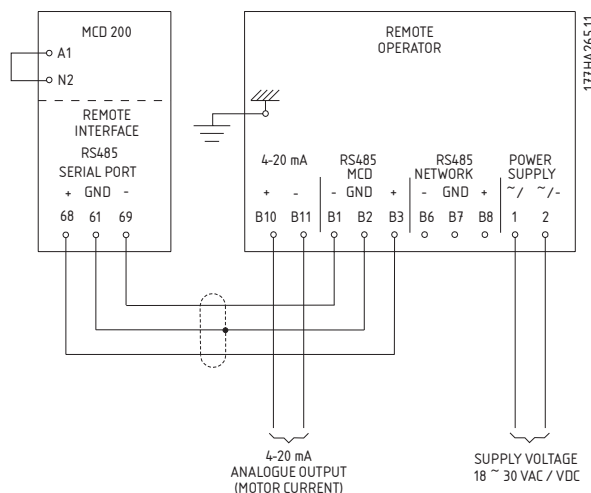 MCD 200
A1
N2
REMOTE
INTERFACE
RS485
SERIAL PORT
+ GND -
68 61 69
REMOTE
OPERATOR
4-20 mA
+ -
B10 B11
RS485
MCD
- GND +
B1 B2 B3
RS485
NETWORK
- GND +
B6 B7 B8
POWER
SUPPLY
~/ ~/-
1 2
4-20 mA
ANALOGUE OUTPUT
(MOTOR CURRENT)
SUPPLY VOLTAGE
18 ~ 30 VAC / VDC
177HA265.11